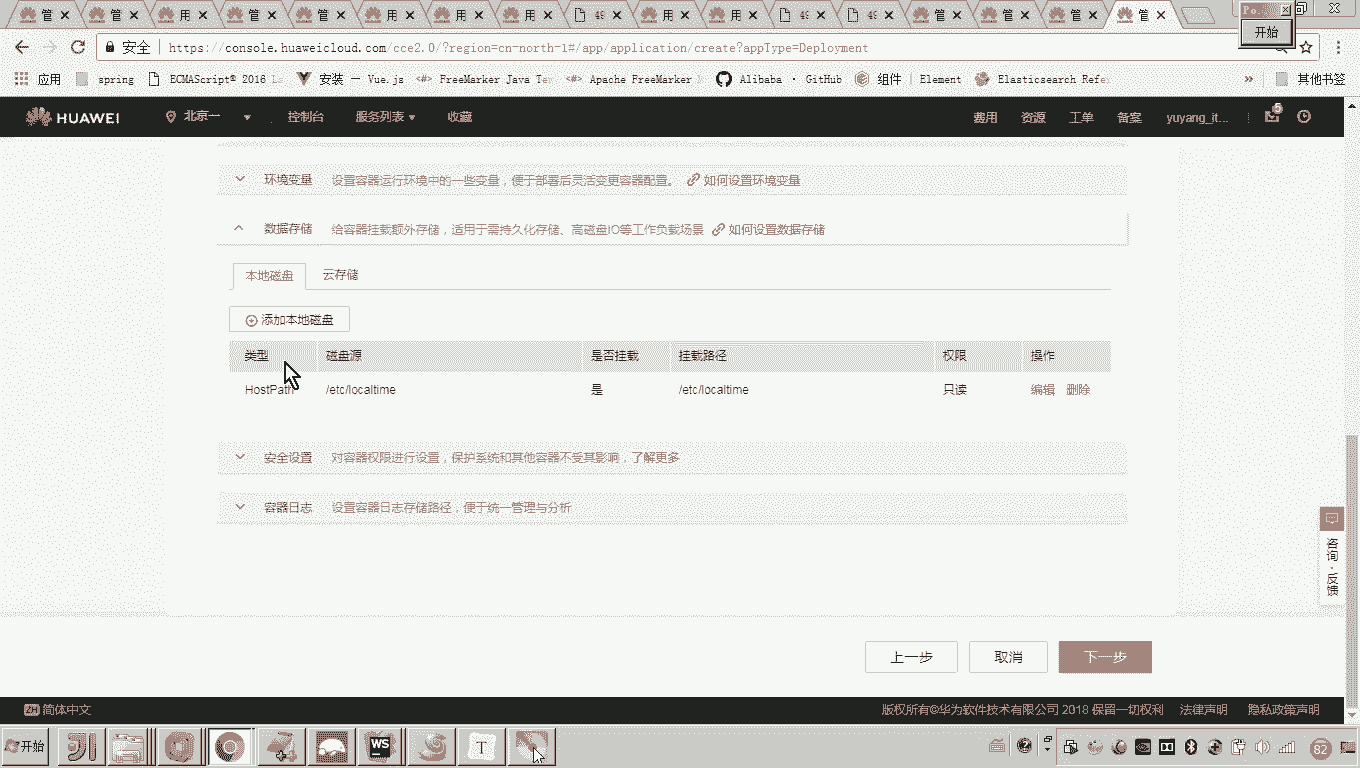 管 管 用 管 管 用 用 用 49 用 用 49 49 管 管 管 管
开始
安全 https://console.huaweicloud.com/cce2.0/?region=cn-north-1#/app/application/create?appType=Deployment
应用 spring ECMAScript® 2016 La 安装 — Vue.js FreeMarker Java Te Apache FreeMarker Alibaba · GitHub 组件 | Element Elasticsearch Refe » 其他书签
HUAWEI 北京一 控制台 服务列表 收藏 费用 资源 工单 备案 yuyang_it... 5
环境变量 设置容器运行环境中的一些变量，便于部署后灵活变更容器配置。 如何设置环境变量
数据存储 给容器挂载额外存储，适用于需持久化存储、高磁盘IO等工作负载场景 如何设置数据存储
本地磁盘 云存储
添加本地磁盘
类型 磁盘源 是否挂载 挂载路径 权限 操作
HostPath /etc/localtime 是 /etc/localtime 只读 编辑 删除
安全设置 对容器权限进行设置，保护系统和其他容器不受其影响，了解更多
容器日志 设置容器日志存储路径，便于统一管理与分析
咨询·反馈
上一步 取消 下一步
ZH 简体中文 版权所有©华为软件技术有限公司 2018 保留一切权利 法律声明 隐私政策声明
开始 WS T 82